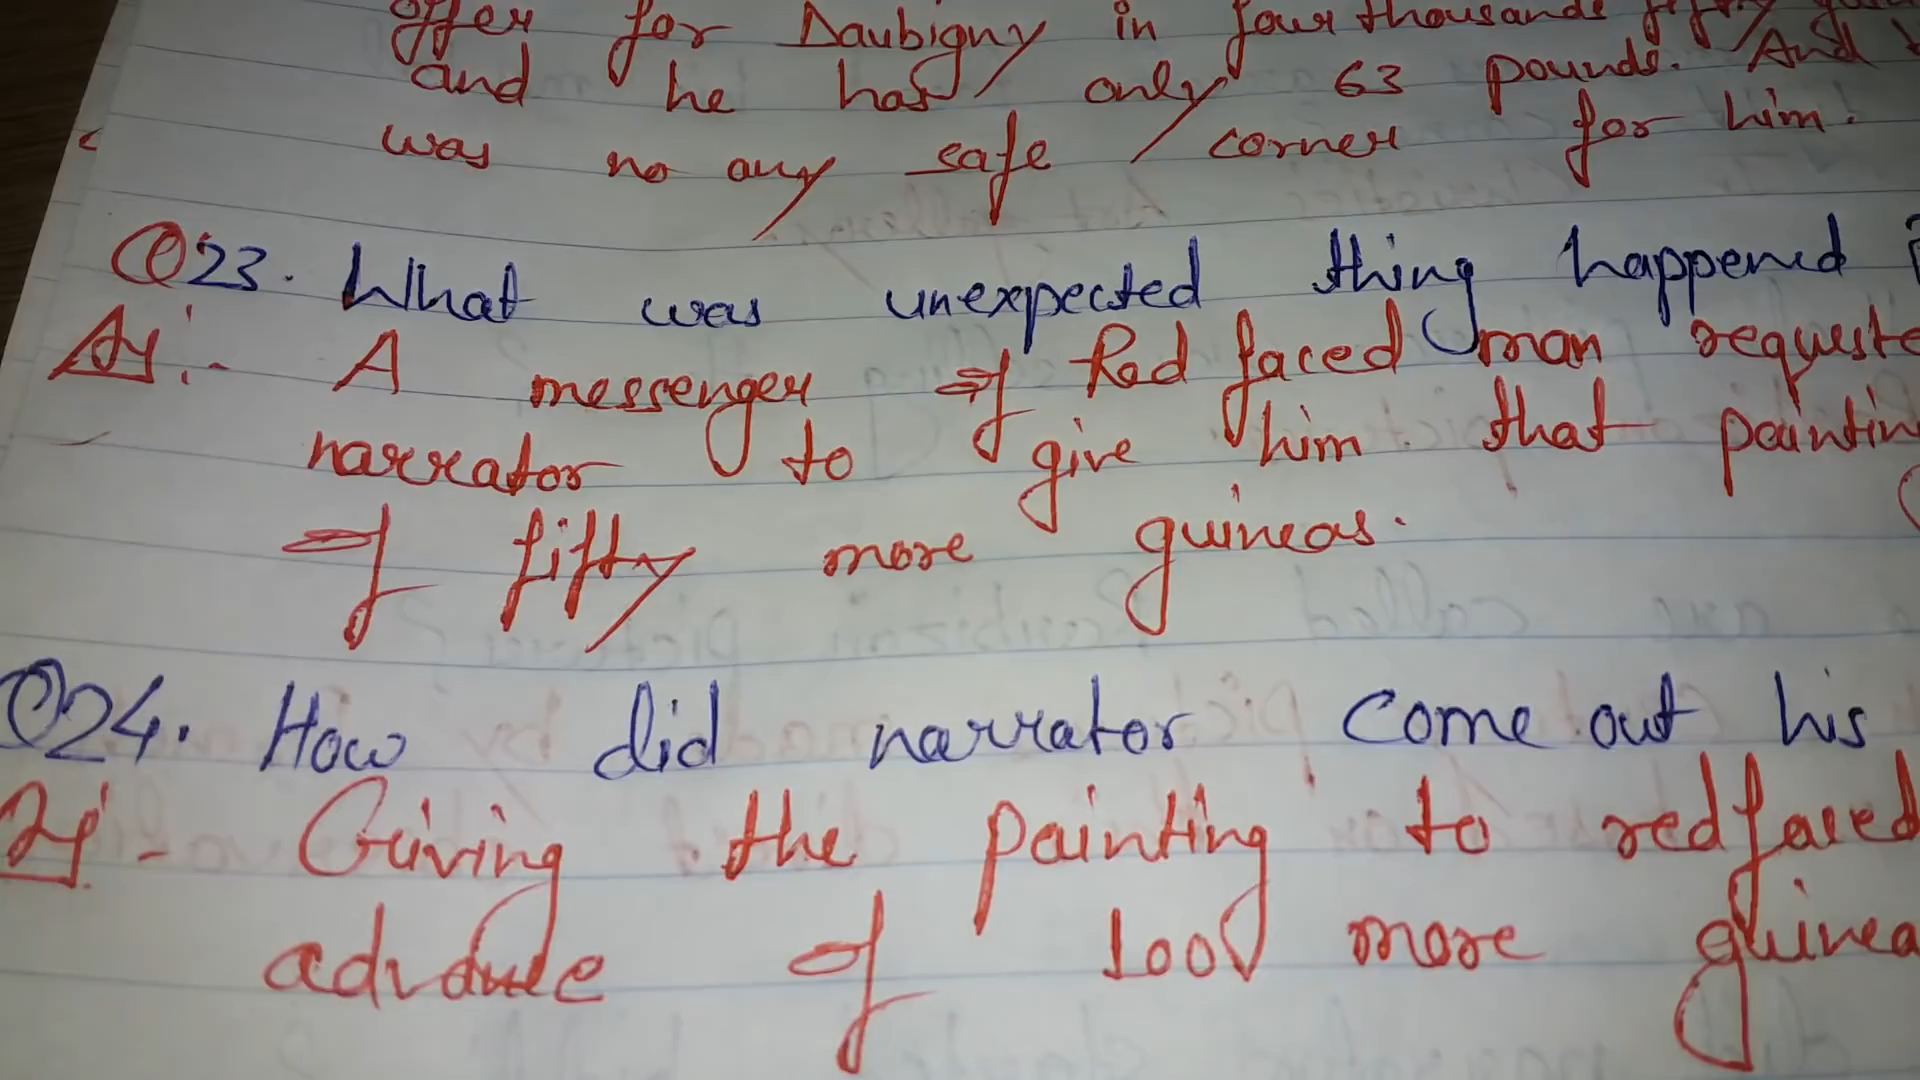 offer for Daubigny in four thousands fifty
and he has only 63 pounds. And
was no any safe corner for him.
Q23. What was unexpected thing happened
A:- A messenger of Red faced man requeste
narrator to give him that paintin
of fifty more guineas.
Q24. How did narrator come out his
Giving the painting to redfaced
advance of 100 more guinea